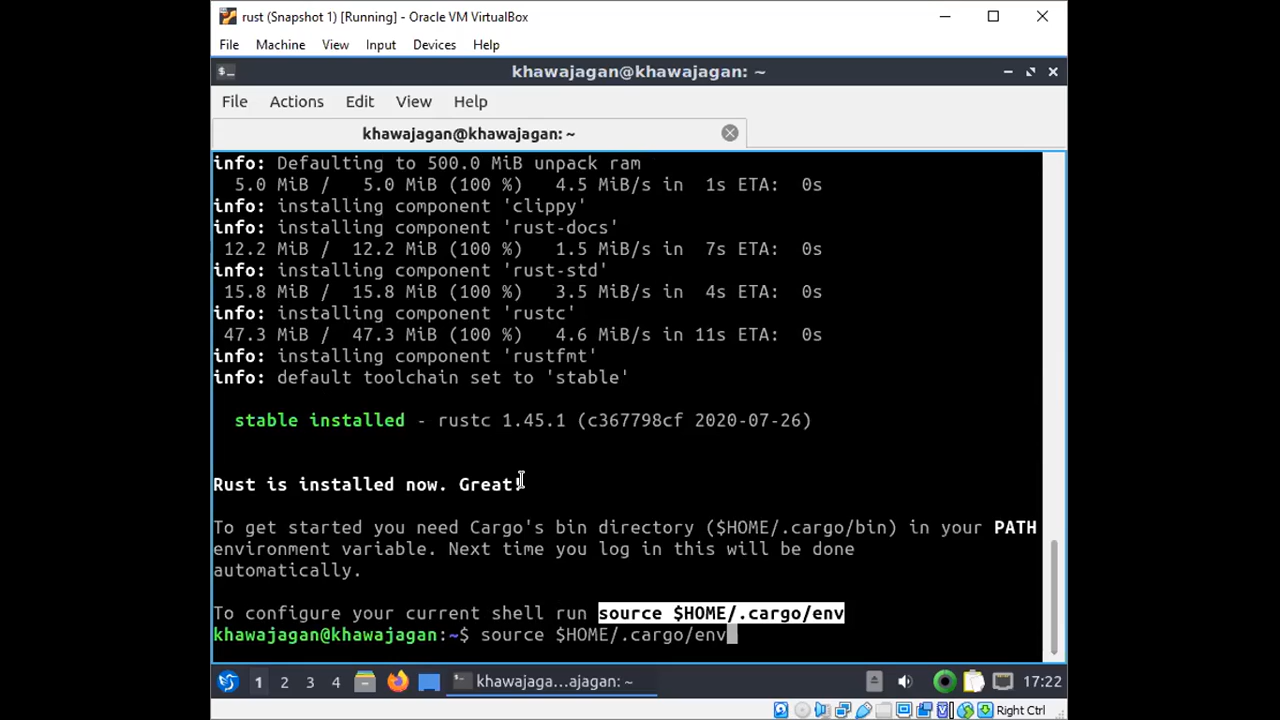 rust (Snapshot 1) [Running] - Oracle VM VirtualBox
File Machine View Input Devices Help
khawajagan@khawajagan: ~
File Actions Edit View Help
khawajagan@khawajagan: ~
info: Defaulting to 500.0 MiB unpack ram
5.0 MiB / 5.0 MiB (100 %) 4.5 MiB/s in 1s ETA: 0s
info: installing component 'clippy'
info: installing component 'rust-docs'
12.2 MiB / 12.2 MiB (100 %) 1.5 MiB/s in 7s ETA: 0s
info: installing component 'rust-std'
15.8 MiB / 15.8 MiB (100 %) 3.5 MiB/s in 4s ETA: 0s
info: installing component 'rustc'
47.3 MiB / 47.3 MiB (100 %) 4.6 MiB/s in 11s ETA: 0s
info: installing component 'rustfmt'
info: default toolchain set to 'stable'
stable installed - rustc 1.45.1 (c367798cf 2020-07-26)
Rust is installed now. Great!
To get started you need Cargo's bin directory ($HOME/.cargo/bin) in your PATH
environment variable. Next time you log in this will be done
automatically.
To configure your current shell run source $HOME/.cargo/env
khawajagan@khawajagan:~$ source $HOME/.cargo/env
1 2 3 4 khawajaga...ajagan: ~ 17:22
Right Ctrl